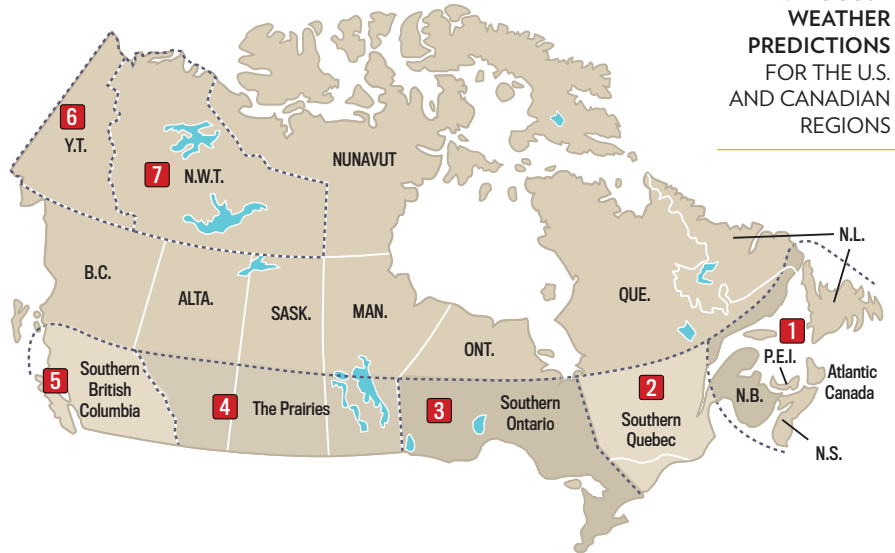 WEATHER
PREDICTIONS
FOR THE U.S.
AND CANADIAN
REGIONS
6
Y.T.
7
N.W.T.
NUNAVUT
N.L.
B.C.
ALTA.
SASK.
MAN.
ONT.
QUE.
1
P.E.I.
Atlantic
Canada
N.B.
N.S.
5
Southern
British
Columbia
4
The Prairies
3
Southern
Ontario
2
Southern
Quebec